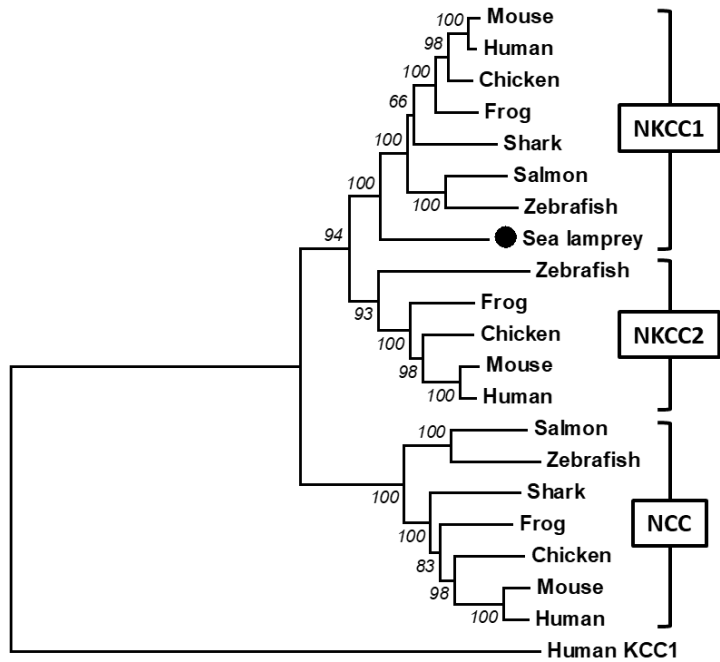 100 Mouse
98 Human
100 Chicken
66 Frog NKCC1
100 Shark
100 Salmon
100 Zebrafish
Sea lamprey
94 Zebrafish
93 Frog
100 Chicken NKCC2
98 Mouse
100 Human
100 Salmon
Zebrafish
100 Shark
100 Frog NCC
83 Chicken
98 Mouse
100 Human
Human KCC1